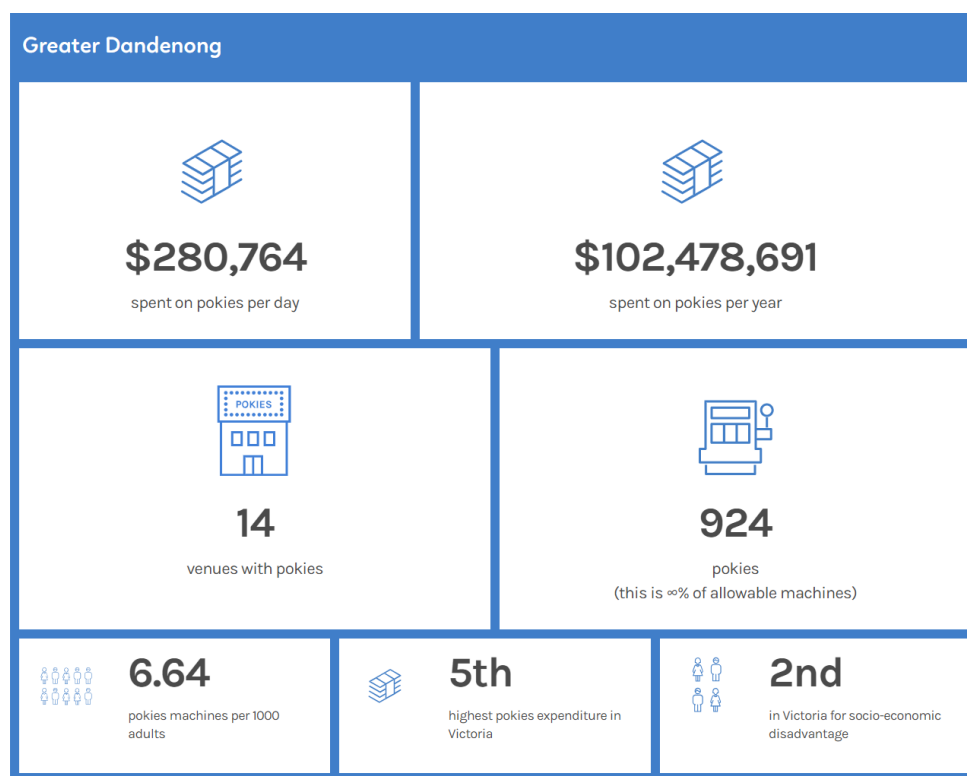 Greater Dandenong
$280,764
spent on pokies per day
$102,478,691
spent on pokies per year
POKIES
14
venues with pokies
924
pokies
(this is ∞% of allowable machines)
6.64
pokies machines per 1000
adults
5th
highest pokies expenditure in
Victoria
2nd
in Victoria for socio-economic
disadvantage